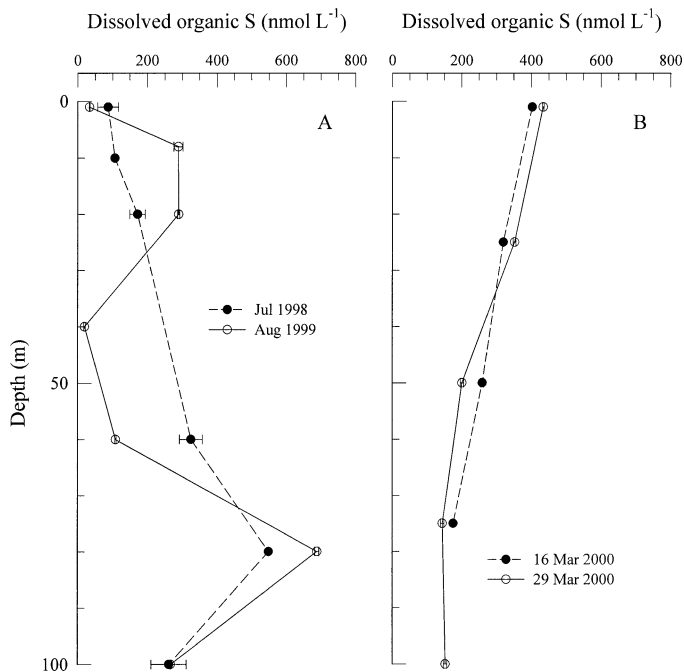 Dissolved organic S (nmol L⁻¹) Dissolved organic S (nmol L⁻¹)
0 200 400 600 800 0 200 400 600 800
0
A B
Jul 1998
Aug 1999
50
Depth (m)
16 Mar 2000
29 Mar 2000
100